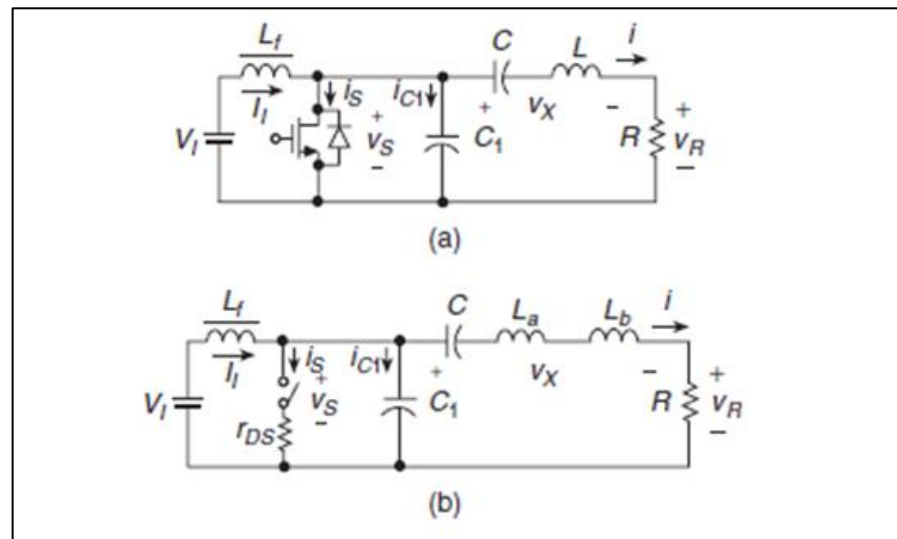 L_f C L i
I_I i_S i_C1 + v_X − +
V_I + v_S − C_1 R v_R −
(a)
L_f C L_a L_b i
I_I i_S i_C1 + v_X − +
V_I + v_S − C_1 R v_R −
r_DS
(b)